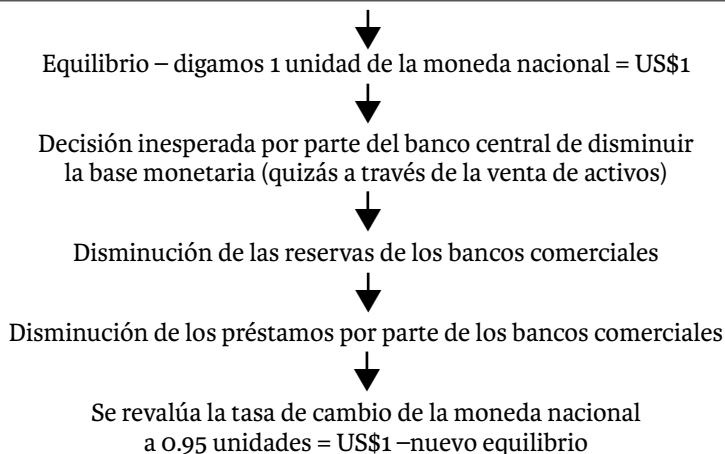 Equilibrio – digamos 1 unidad de la moneda nacional = US$1
Decisión inesperada por parte del banco central de disminuir
la base monetaria (quizás a través de la venta de activos)
Disminución de las reservas de los bancos comerciales
Disminución de los préstamos por parte de los bancos comerciales
Se revalúa la tasa de cambio de la moneda nacional
a 0.95 unidades = US$1 –nuevo equilibrio